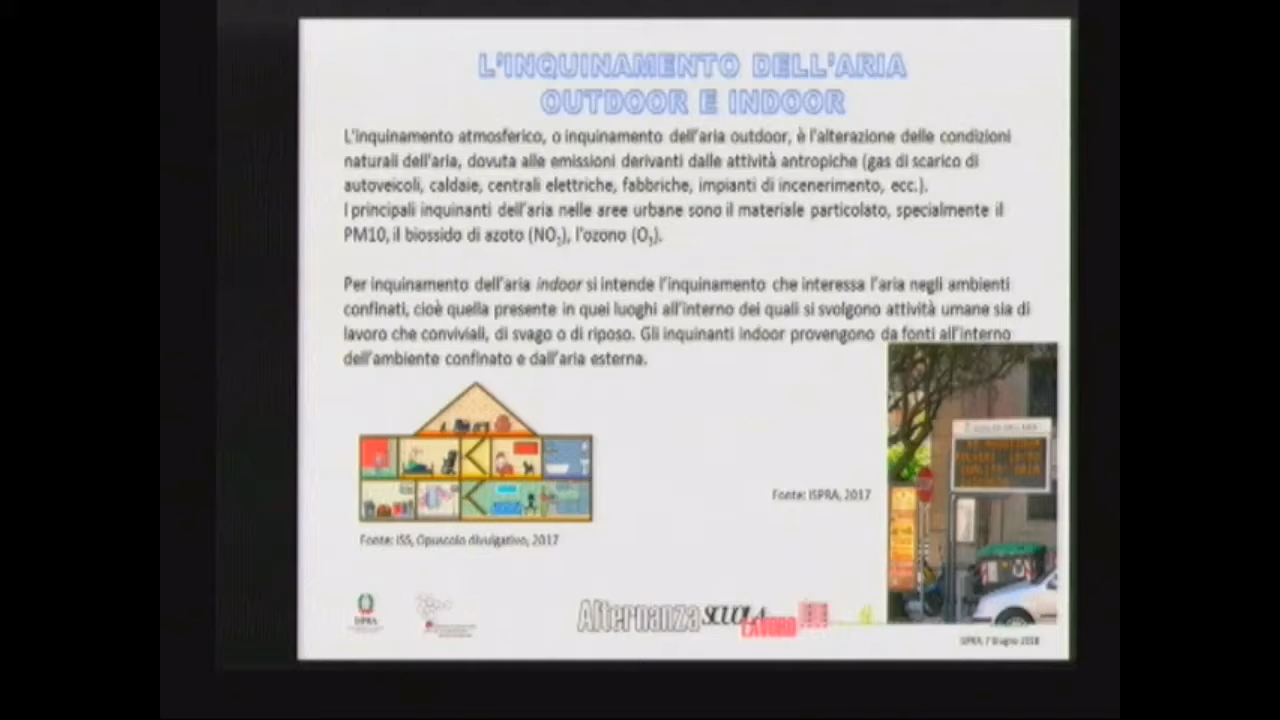 L'INQUINAMENTO DELL'ARIA
OUTDOOR E INDOOR
L'inquinamento atmosferico, o inquinamento dell'aria outdoor, è l'alterazione delle condizioni
naturali dell'aria, dovuta alle emissioni derivanti dalle attività antropiche (gas di scarico di
autoveicoli, caldaie, centrali elettriche, fabbriche, impianti di incenerimento, ecc.).
I principali inquinanti dell'aria nelle aree urbane sono il materiale particolato, specialmente il
PM10, il biossido di azoto (NO₂), l'ozono (O₃).
Per inquinamento dell'aria indoor si intende l'inquinamento che interessa l'aria negli ambienti
confinati, cioè quella presente in quei luoghi all'interno dei quali si svolgono attività umane sia di
lavoro che conviviali, di svago o di riposo. Gli inquinanti indoor provengono da fonti all'interno
dell'ambiente confinato e dall'aria esterna.
Fonte: ISPRA, 2017
Fonte: ISS, Opuscolo divulgativo, 2017
ISPRA
Alternanza SCUOLA
LAVORO
ISPRA, 7 Giugno 2018